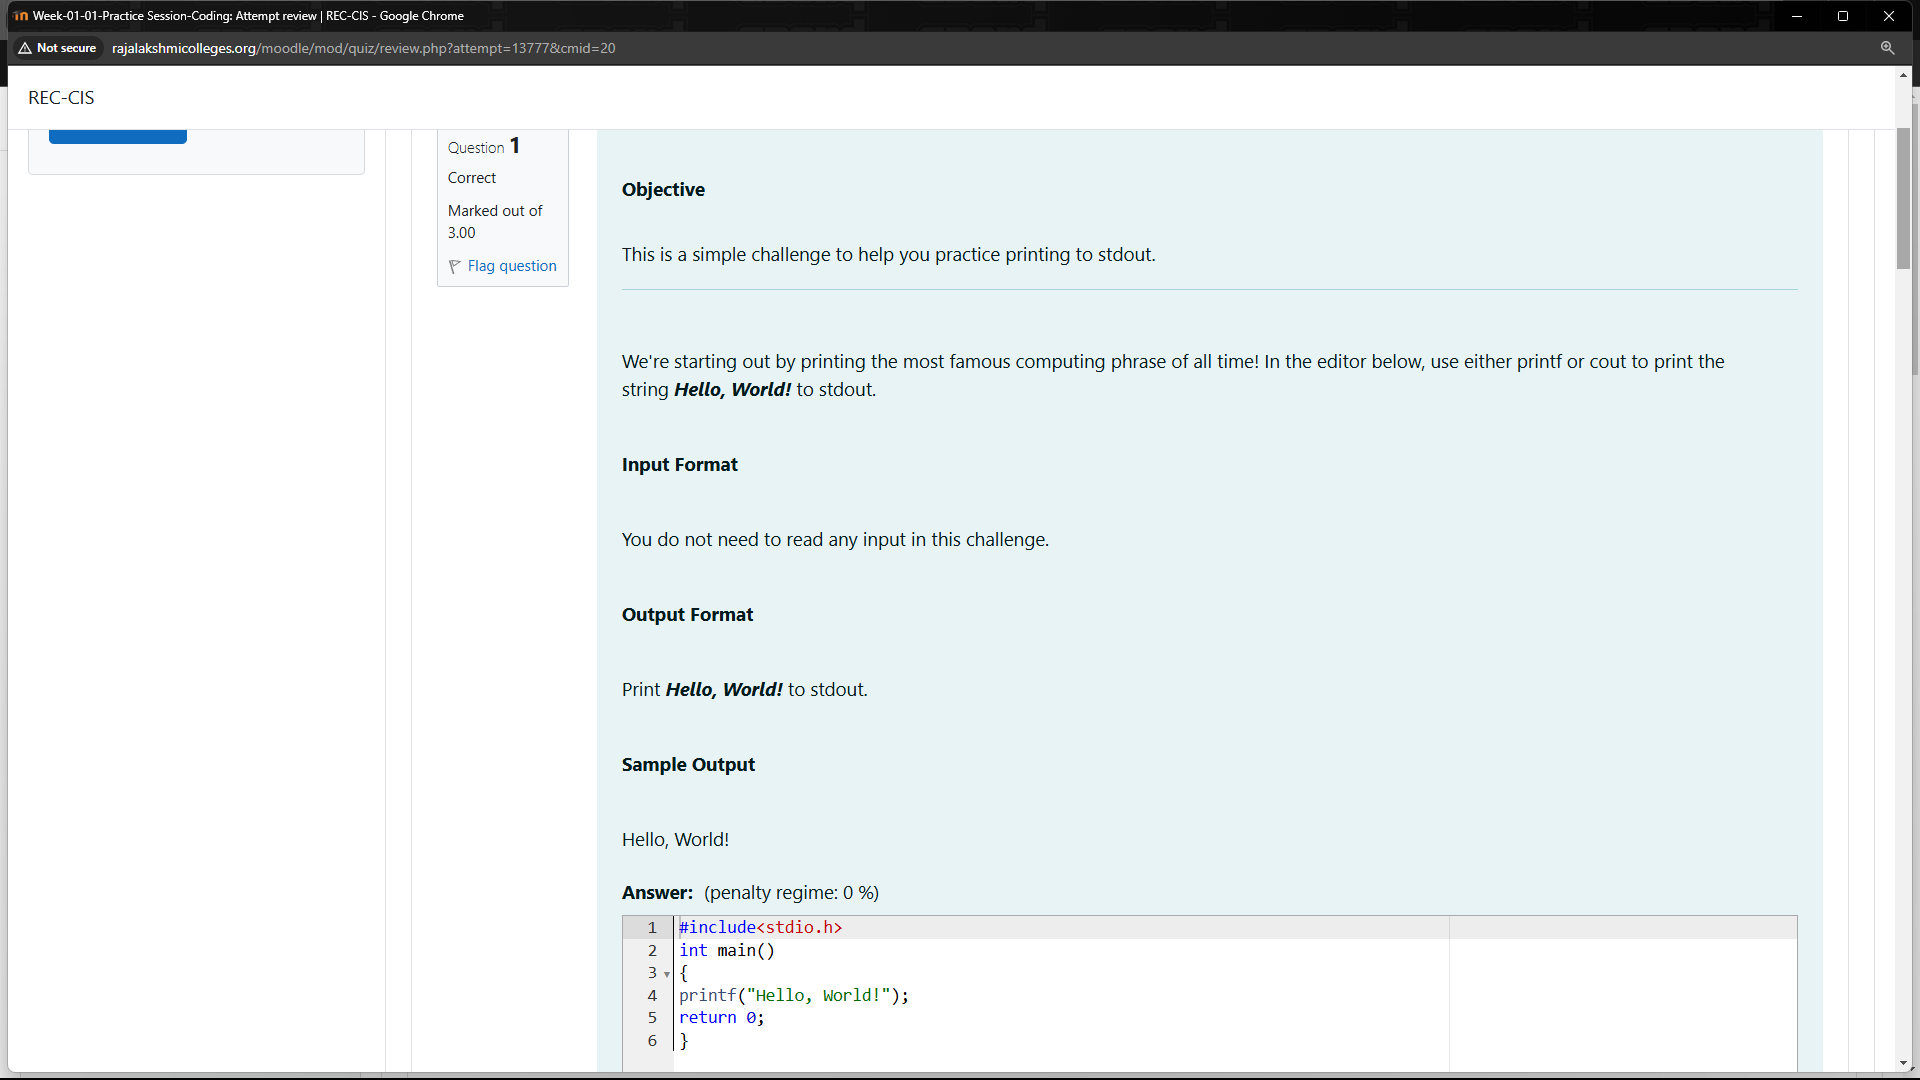 Week-01-01-Practice Session-Coding: Attempt review | REC-CIS - Google Chrome
Not secure rajalakshmicolleges.org/moodle/mod/quiz/review.php?attempt=13777&cmid=20
REC-CIS
Question 1
Correct
Marked out of
3.00
Flag question
Objective
This is a simple challenge to help you practice printing to stdout.
We're starting out by printing the most famous computing phrase of all time! In the editor below, use either printf or cout to print the
string Hello, World! to stdout.
Input Format
You do not need to read any input in this challenge.
Output Format
Print Hello, World! to stdout.
Sample Output
Hello, World!
Answer: (penalty regime: 0 %)
1 #include<stdio.h>
2 int main()
3 {
4 printf("Hello, World!");
5 return 0;
6 }